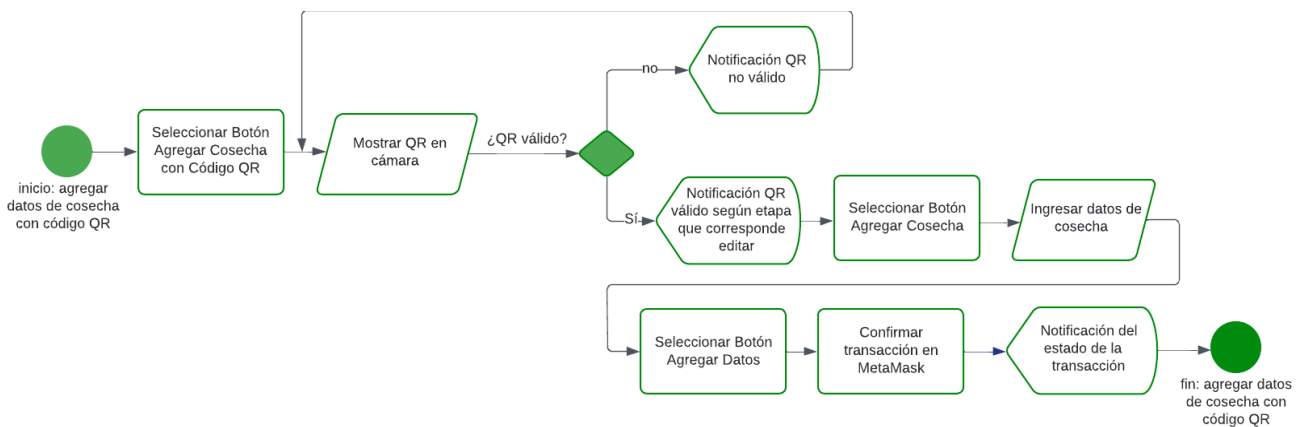 inicio: agregar
datos de cosecha
con código QR
Seleccionar Botón
Agregar Cosecha
con Código QR
Mostrar QR en
cámara
¿QR válido?
no
Notificación QR
no válido
Sí
Notificación QR
válido según etapa
que corresponde
editar
Seleccionar Botón
Agregar Cosecha
Ingresar datos de
cosecha
Seleccionar Botón
Agregar Datos
Confirmar
transacción en
MetaMask
Notificación del
estado de la
transacción
fin: agregar datos
de cosecha con
código QR